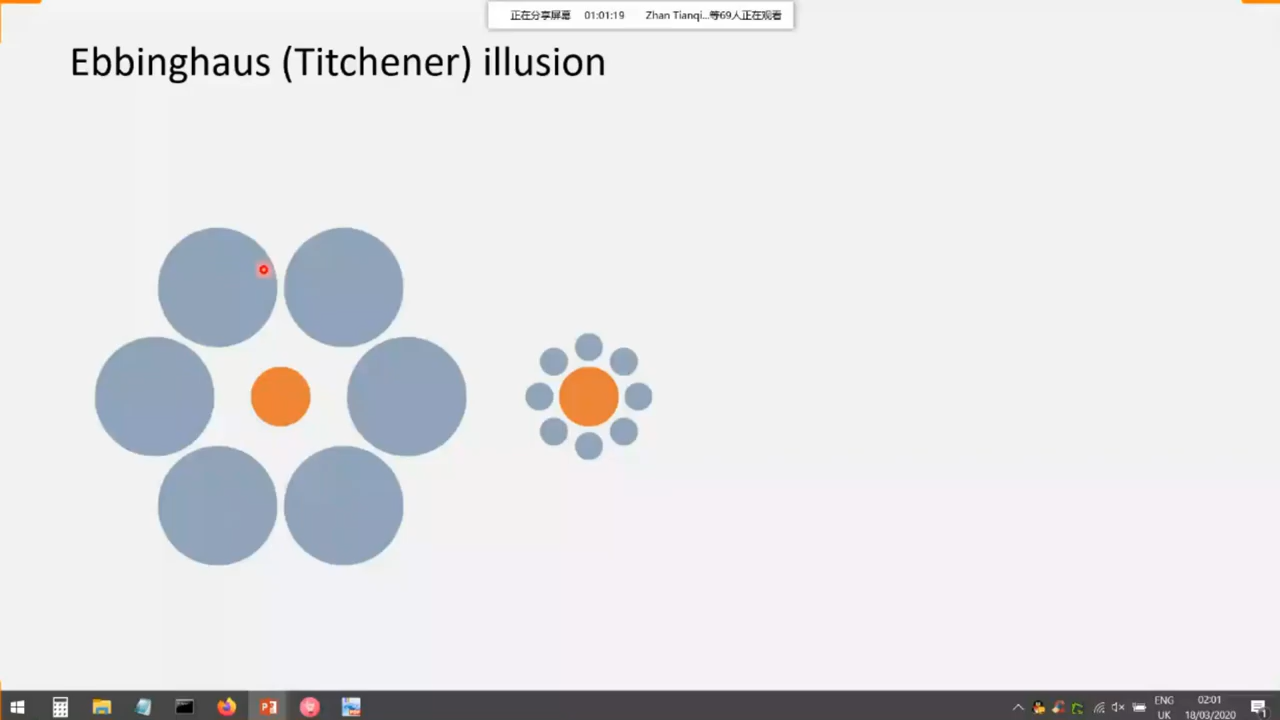 正在分享屏幕 01:01:19 Zhan Tianqi...等69人正在观看
Ebbinghaus (Titchener) illusion
ENG 02:01
UK 18/03/2020